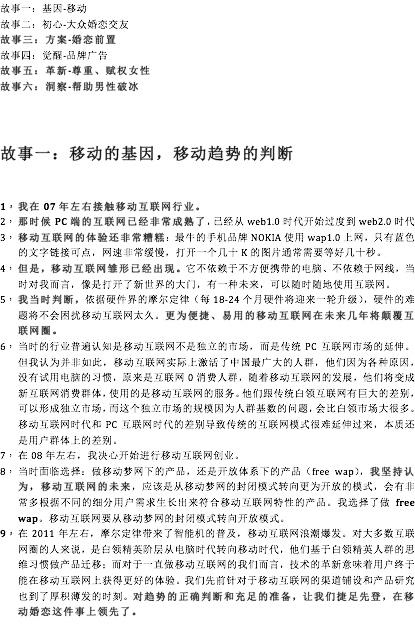 故事一：基因-移动
故事二：初心-大众婚恋交友
故事三：方案-婚恋前置
故事四：觉醒-品牌广告
故事五：革新-尊重、赋权女性
故事六：洞察-帮助男性破冰
故事一：移动的基因，移动趋势的判断
1，我在 07 年左右接触移动互联网行业。
2，那时候 PC 端的互联网已经非常成熟了，已经从 web1.0 时代开始过度到 web2.0 时代
3，移动互联网的体验还非常糟糕：最牛的手机品牌 NOKIA 使用 wap1.0 上网，只有蓝色
的文字链接可点，网速非常缓慢，打开一个几十 K 的图片通常需要等好几十秒。
4，但是，移动互联网雏形已经出现。它不依赖于不方便携带的电脑、不依赖于网线，当
时对我而言，像是打开了新世界的大门，有一种未来，可以随时随地使用互联网。
5，我当时判断，依据硬件界的摩尔定律（每 18-24 个月硬件将迎来一轮升级），硬件的难
题将不会困扰移动互联网太久。更为便捷、易用的移动互联网在未来几年将颠覆互
联网圈。
6，当时的行业普遍认知是移动互联网不是独立的市场，而是传统 PC 互联网市场的延伸。
但我认为并非如此，移动互联网实际上激活了中国最广大的人群，他们因为各种原因，
没有试用电脑的习惯，原来是互联网 0 消费人群，随着移动互联网的发展，他们将变成
新互联网消费群体，使用的是移动互联网的服务。他们跟传统白领互联网有巨大的差别，
可以形成独立市场，而这个独立市场的规模因为人群基数的问题，会比白领市场大很多。
移动互联网时代和 PC 互联网时代的差别导致传统的互联网模式很难延伸过来，本质还
是用户群体上的差别。
7，在 08 年左右，我决心开始进行移动互联网创业。
8，当时面临选择：做移动梦网下的产品，还是开放体系下的产品（free wap），我坚持认
为，移动互联网的未来，应该是从移动梦网的封闭模式转向更为开放的模式，会有非
常多根据不同的细分用户需求生长出来符合移动互联网特性的产品。我选择了做 free
wap。移动互联网要从移动梦网的封闭模式转向开放模式。
9，在 2011 年左右，摩尔定律带来了智能机的普及，移动互联网浪潮爆发。对大多数互联
网圈的人来说，是白领精英阶层从电脑时代转向移动时代，他们基于白领精英人群的思
维习惯做产品迁移；而对于一直做移动互联网的我们而言，技术的革新意味着用户终于
能在移动互联网上获得更好的体验。我们先前针对于移动互联网的渠道铺设和产品研究
也到了厚积薄发的时刻。对趋势的正确判断和充足的准备，让我们捷足先登，在移
动婚恋这件事上领先了。